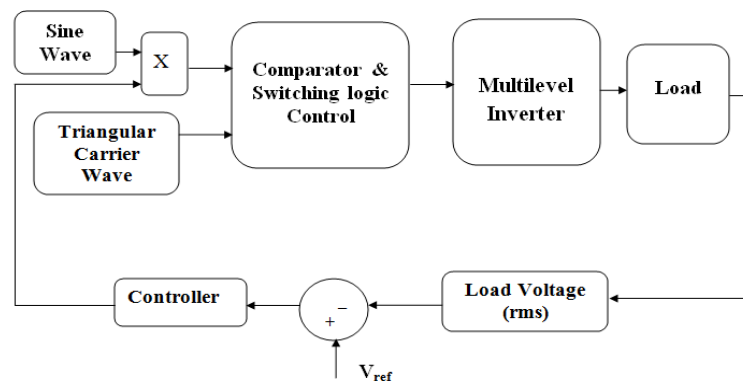 Sine
Wave
X
Comparator &
Switching logic
Control
Multilevel
Inverter
Load
Triangular
Carrier
Wave
Controller
+ −
Load Voltage
(rms)
Vref